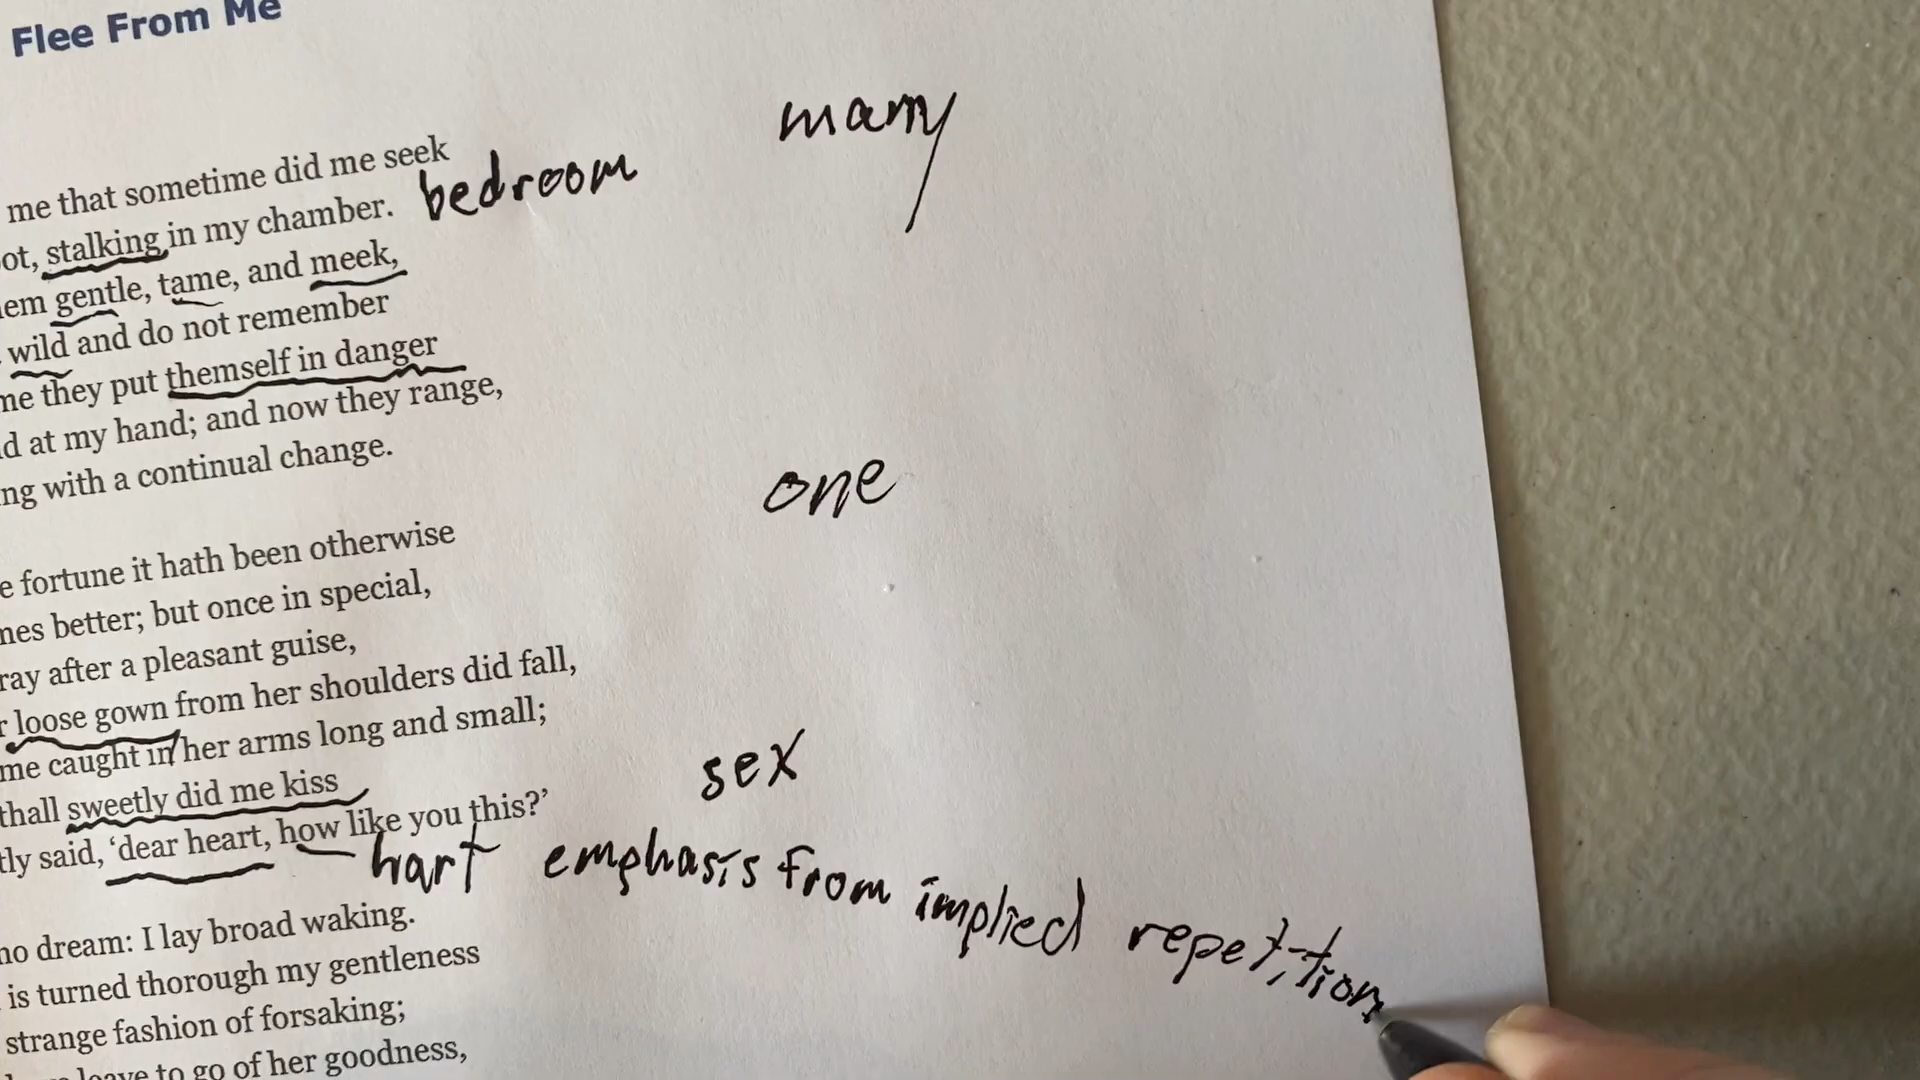 Flee From Me
many
me that sometime did me seek
ot, stalking in my chamber. bedroom
em gentle, tame, and meek,
wild and do not remember
me they put themself in danger
d at my hand; and now they range,
ng with a continual change.
one
e fortune it hath been otherwise
nes better; but once in special,
ray after a pleasant guise,
r loose gown from her shoulders did fall,
me caught in her arms long and small;
sex
thall sweetly did me kiss
tly said, ‘dear heart, how like you this?’
hart emphasis from implied repetition
no dream: I lay broad waking.
is turned thorough my gentleness
strange fashion of forsaking;
leave to go of her goodness,